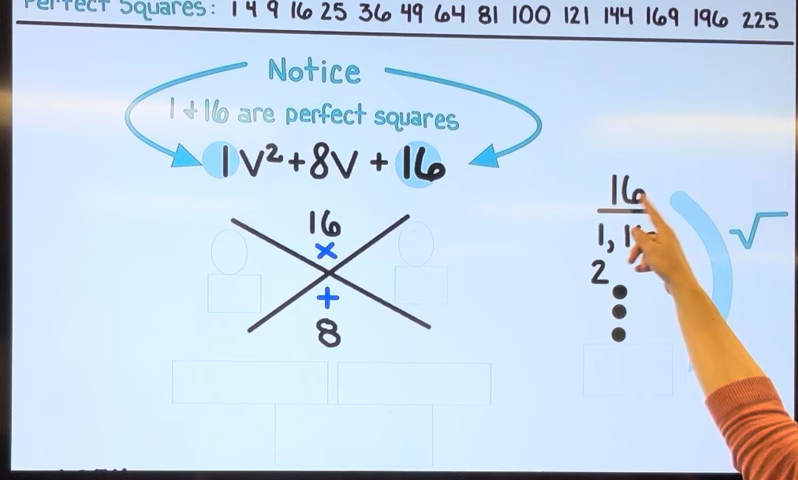 Perfect Squares: 1 4 9 16 25 36 49 64 81 100 121 144 169 196 225
Notice
1 + 16 are perfect squares
1v²+8v + 16
16
×
+
8
16
1,
2
√